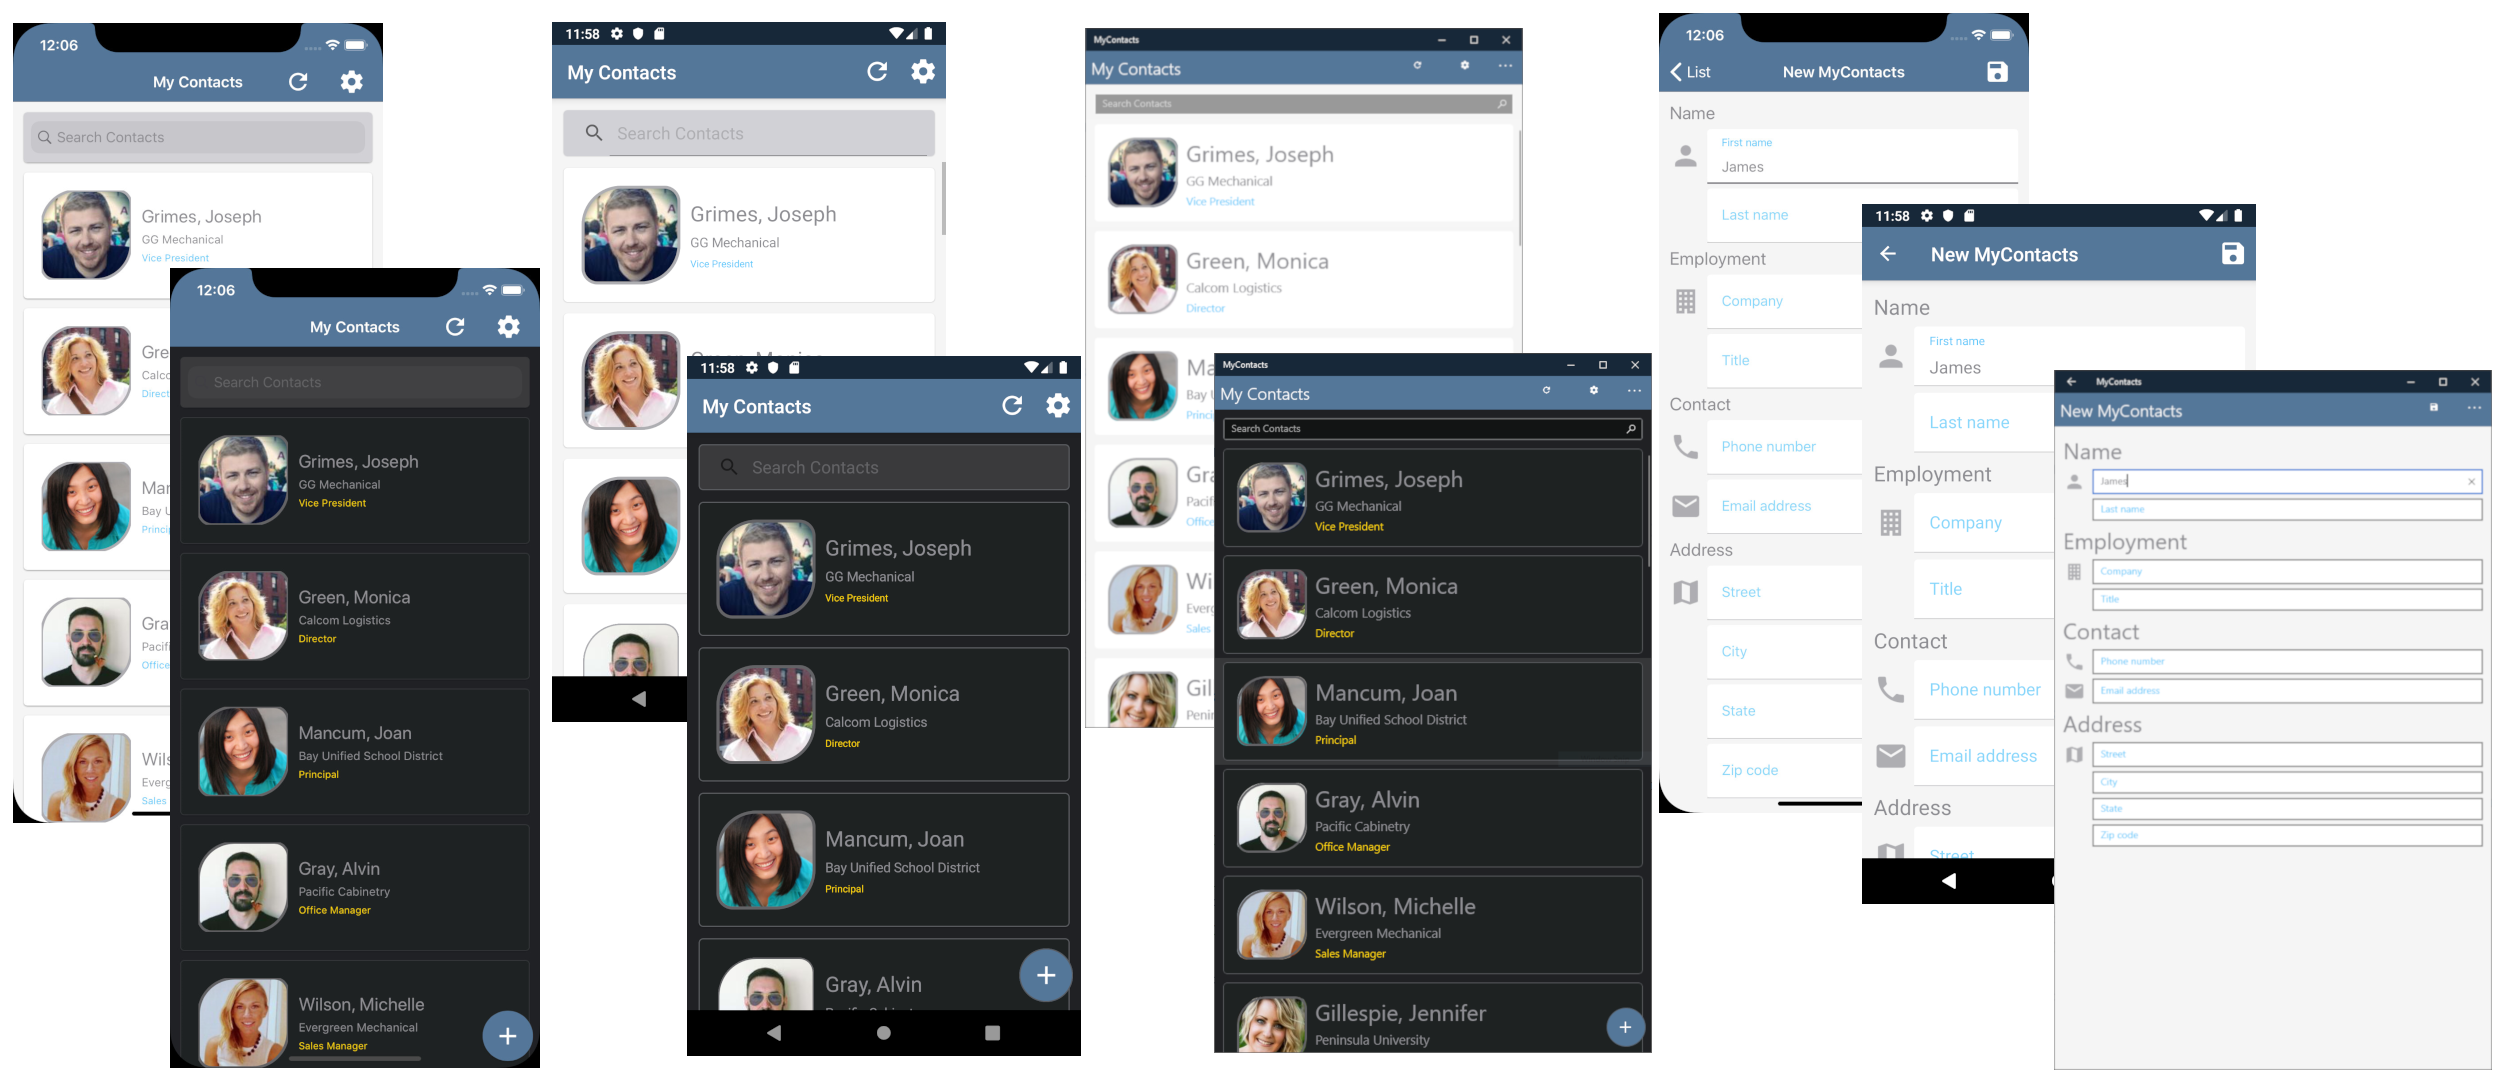 12:06
My Contacts
Search Contacts
Grimes, Joseph
GG Mechanical
Vice President
Gre
Calco
Direct
Mar
Bay U
Princip
Gra
Pacifi
Office
Wils
Everg
Sales
12:06
My Contacts
Search Contacts
Grimes, Joseph
GG Mechanical
Vice President
Green, Monica
Calcom Logistics
Director
Mancum, Joan
Bay Unified School District
Principal
Gray, Alvin
Pacific Cabinetry
Office Manager
Wilson, Michelle
Evergreen Mechanical
Sales Manager
11:58
My Contacts
Search Contacts
Grimes, Joseph
GG Mechanical
Vice President
11:58
My Contacts
Search Contacts
Grimes, Joseph
GG Mechanical
Vice President
Green, Monica
Calcom Logistics
Director
Mancum, Joan
Bay Unified School District
Principal
Gray, Alvin
MyContacts
My Contacts
Search Contacts
Grimes, Joseph
GG Mechanical
Vice President
Green, Monica
Calcom Logistics
Director
Ma
Bay U
Princi
Gra
Pacif
Office
Wi
Everg
Sales
Gil
Penin
MyContacts
My Contacts
Search Contacts
Grimes, Joseph
GG Mechanical
Vice President
Green, Monica
Calcom Logistics
Director
Mancum, Joan
Bay Unified School District
Principal
Gray, Alvin
Pacific Cabinetry
Office Manager
Wilson, Michelle
Evergreen Mechanical
Sales Manager
Gillespie, Jennifer
Peninsula University
12:06
List New MyContacts
Name
First name
James
Last name
Employment
Company
Title
Contact
Phone number
Email address
Address
Street
City
State
Zip code
11:58
New MyContacts
Name
First name
James
Last name
Employment
Company
Title
Contact
Phone number
Email address
Address
Street
MyContacts
New MyContacts
Name
James
Last name
Employment
Company
Title
Contact
Phone number
Email address
Address
Street
City
State
Zip code